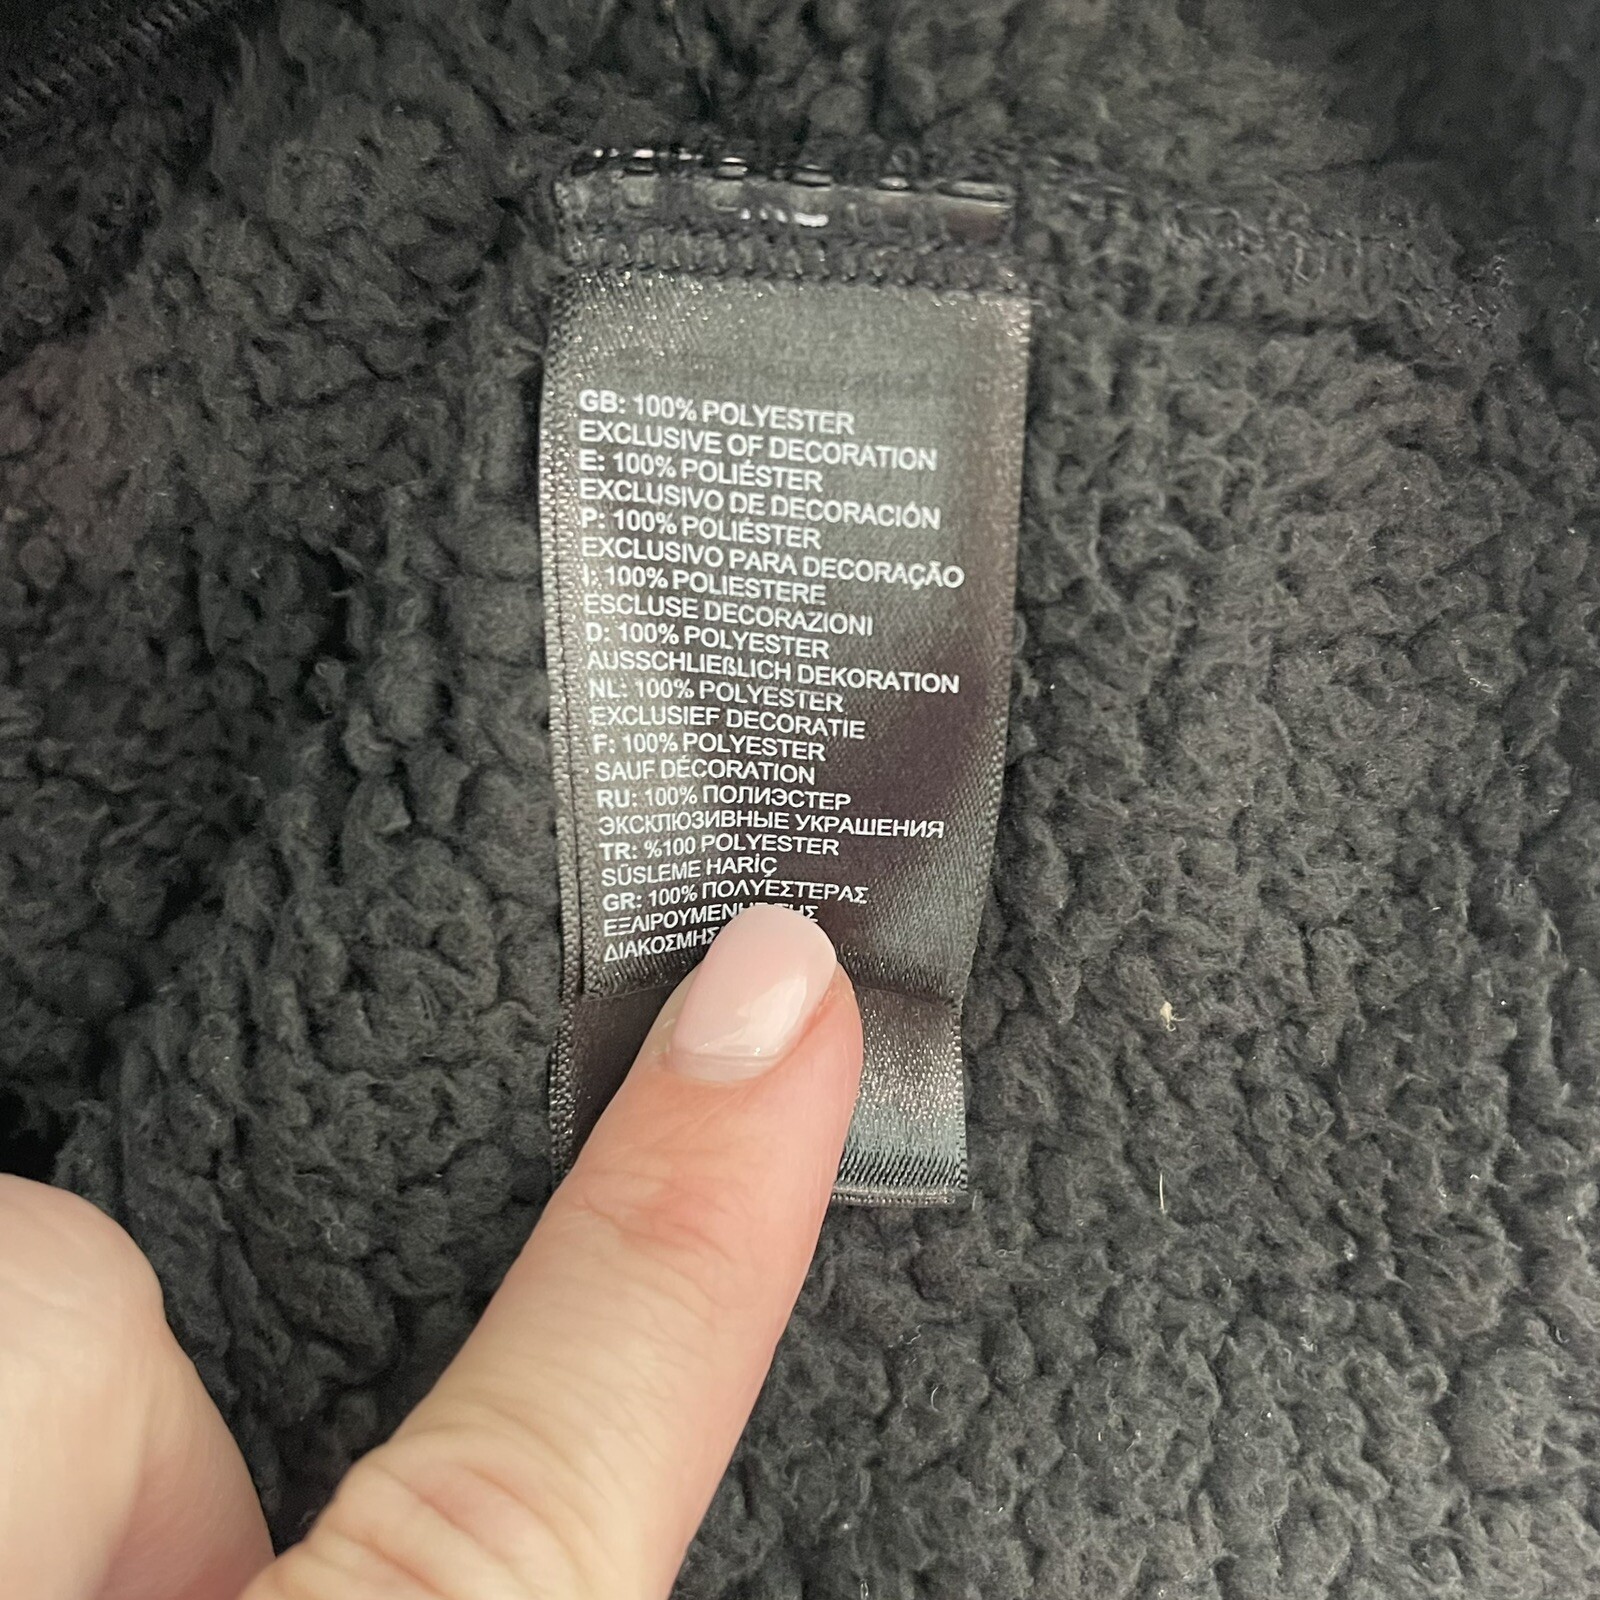 GB: 100% POLYESTER
EXCLUSIVE OF DECORATION
E: 100% POLIÉSTER
EXCLUSIVO DE DECORACIÓN
P: 100% POLIÉSTER
EXCLUSIVO PARA DECORAÇÃO
I: 100% POLIESTERE
ESCLUSE DECORAZIONI
D: 100% POLYESTER
AUSSCHLIEßLICH DEKORATION
NL: 100% POLYESTER
EXCLUSIEF DECORATIE
F: 100% POLYESTER
SAUF DÉCORATION
RU: 100% ПОЛИЭСТЕР
ЭКСКЛЮЗИВНЫЕ УКРАШЕНИЯ
TR: %100 POLYESTER
SÜSLEME HARİÇ
GR: 100% ΠΟΛΥΕΣΤΕΡΑΣ